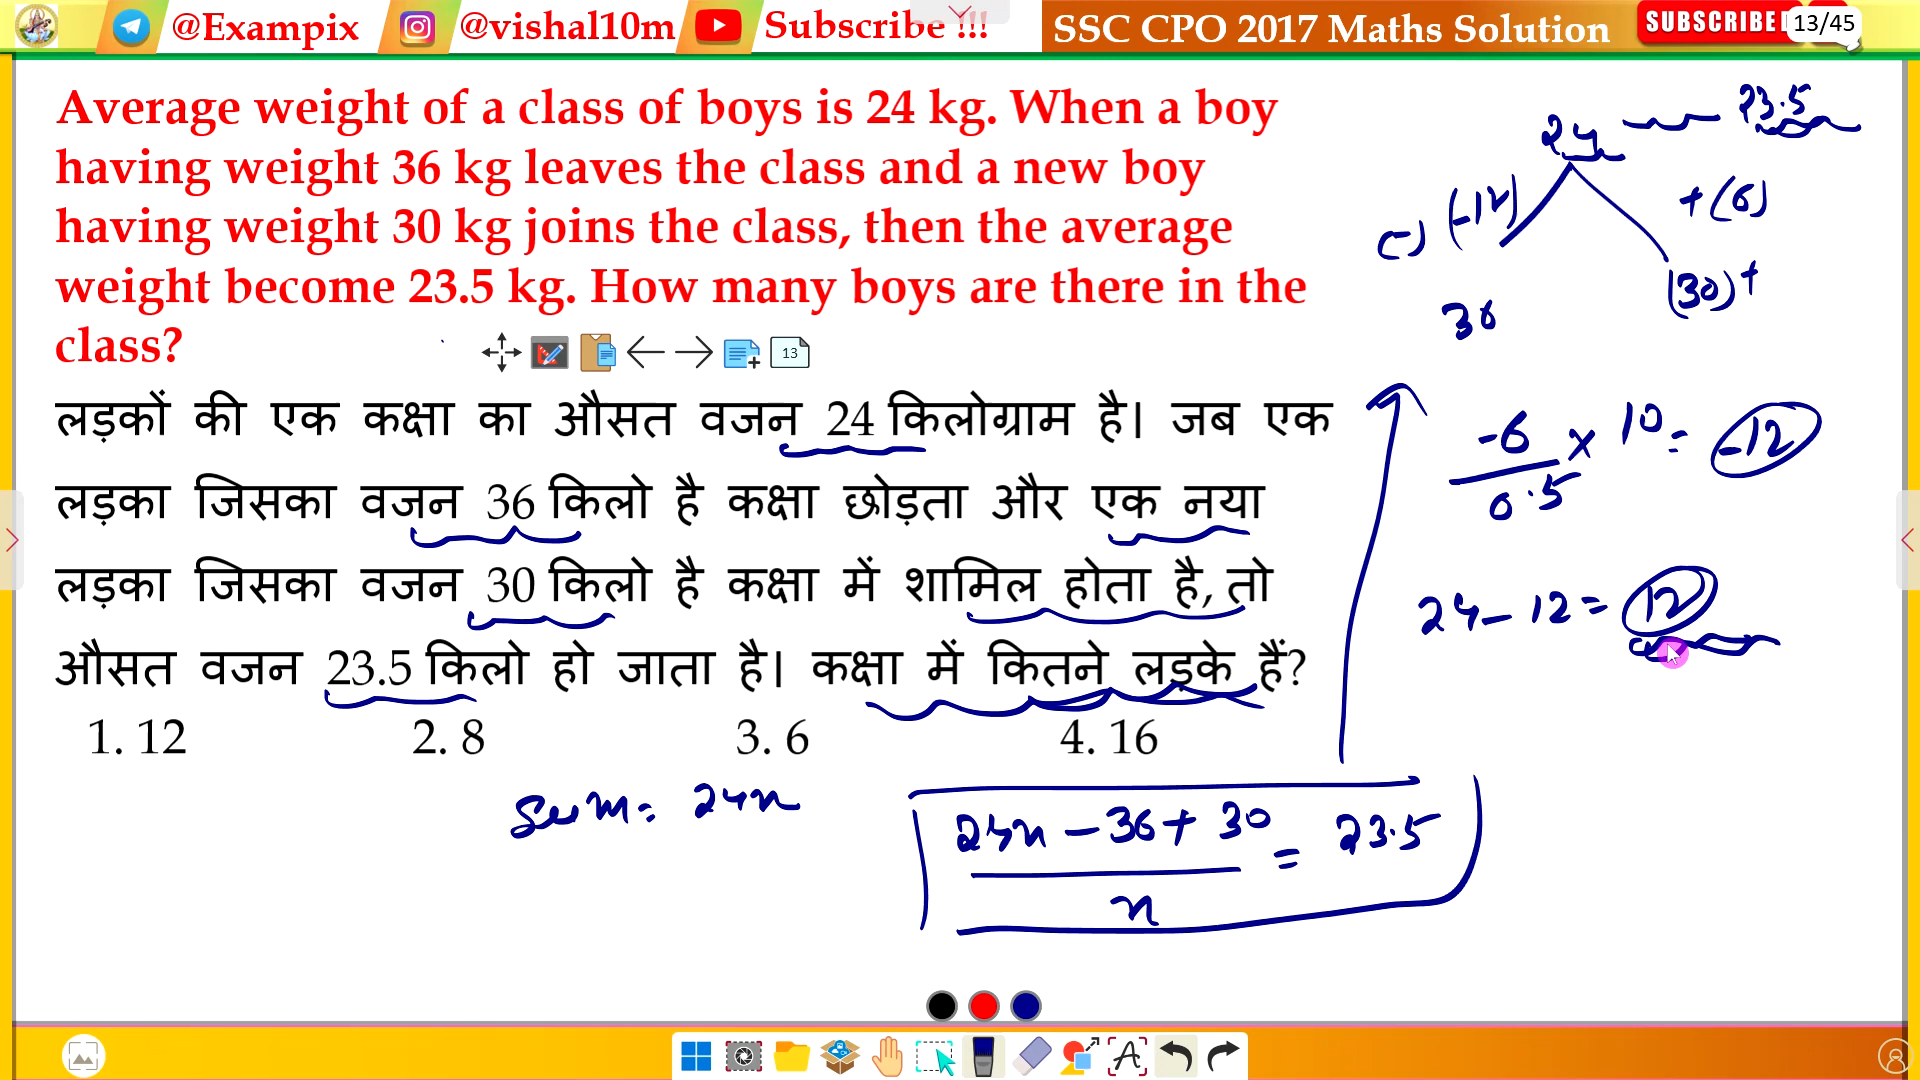 @Exampix @vishal10m Subscribe !!! SSC CPO 2017 Maths Solution SUBSCRIBE 13/45
Average weight of a class of boys is 24 kg. When a boy
having weight 36 kg leaves the class and a new boy
having weight 30 kg joins the class, then the average
weight become 23.5 kg. How many boys are there in the
class?
13
लड़कों की एक कक्षा का औसत वजन 24 किलोग्राम है। जब एक
लड़का जिसका वजन 36 किलो है कक्षा छोड़ता और एक नया
लड़का जिसका वजन 30 किलो है कक्षा में शामिल होता है, तो
औसत वजन 23.5 किलो हो जाता है। कक्षा में कितने लड़के हैं?
1. 12 2. 8 3. 6 4. 16
Sum = 24n
24n - 36 + 30 = 23.5
n
24 23.5
(-) (-12) +(6)
36 (30)+
-6 × 10 = -12
0.5
24 - 12 = 12